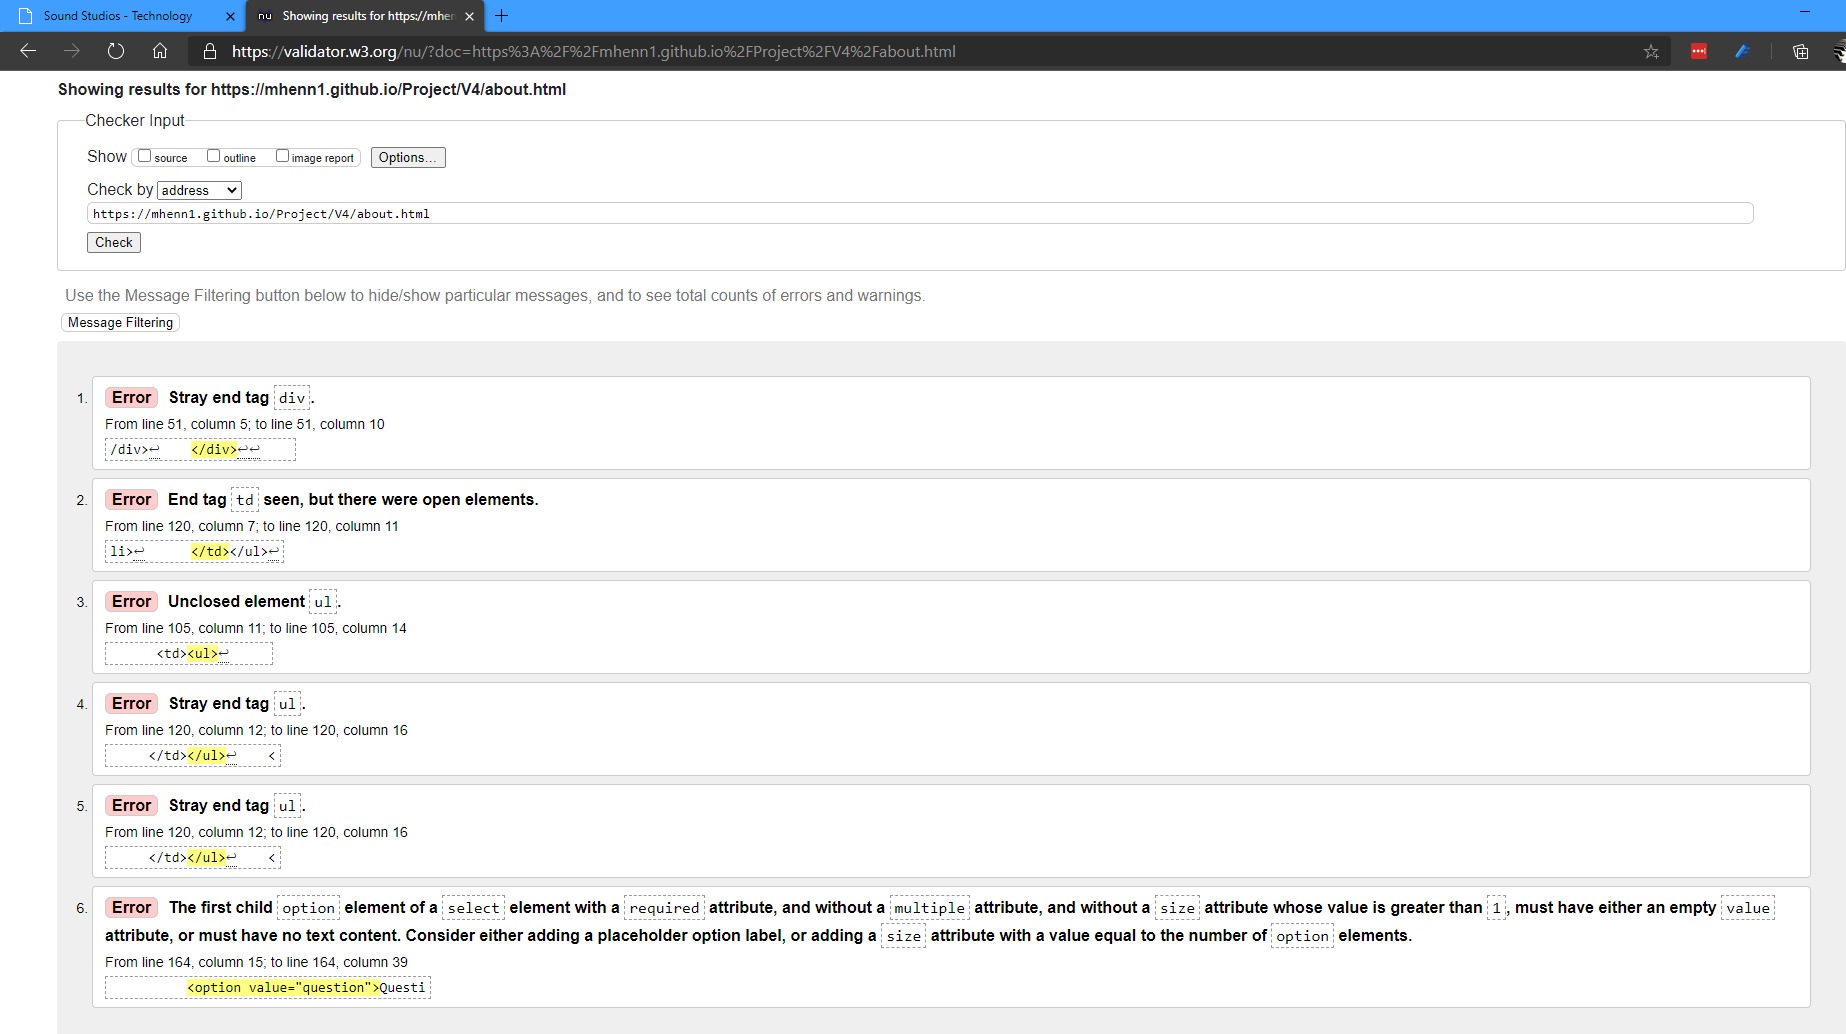 Sound Studios - Technology
nu Showing results for https://mhen
https://validator.w3.org/nu/?doc=https%3A%2F%2Fmhenn1.github.io%2FProject%2FV4%2Fabout.html
Showing results for https://mhenn1.github.io/Project/V4/about.html
Checker Input
Show source outline image report Options...
Check by address
https://mhenn1.github.io/Project/V4/about.html
Check
Use the Message Filtering button below to hide/show particular messages, and to see total counts of errors and warnings.
Message Filtering
1. Error Stray end tag div.
From line 51, column 5; to line 51, column 10
/div>↩ </div>↩↩
2. Error End tag td seen, but there were open elements.
From line 120, column 7; to line 120, column 11
li>↩ </td></ul>↩
3. Error Unclosed element ul.
From line 105, column 11; to line 105, column 14
<td><ul>↩
4. Error Stray end tag ul.
From line 120, column 12; to line 120, column 16
</td></ul>↩ <
5. Error Stray end tag ul.
From line 120, column 12; to line 120, column 16
</td></ul>↩ <
6. Error The first child option element of a select element with a required attribute, and without a multiple attribute, and without a size attribute whose value is greater than 1, must have either an empty value
attribute, or must have no text content. Consider either adding a placeholder option label, or adding a size attribute with a value equal to the number of option elements.
From line 164, column 15; to line 164, column 39
<option value="question">Questi